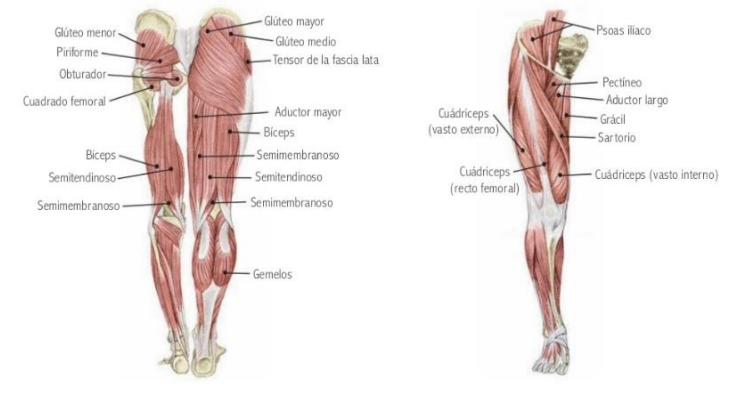 Glúteo menor
Piriforme
Obturador
Cuadrado femoral
Bíceps
Semitendinoso
Semimembranoso
Glúteo mayor
Glúteo medio
Tensor de la fascia lata
Aductor mayor
Bíceps
Semimembranoso
Semitendinoso
Semimembranoso
Gemelos
Cuádriceps
(vasto externo)
Cuádriceps
(recto femoral)
Psoas ilíaco
Pectíneo
Aductor largo
Grácil
Sartorio
Cuádriceps (vasto interno)